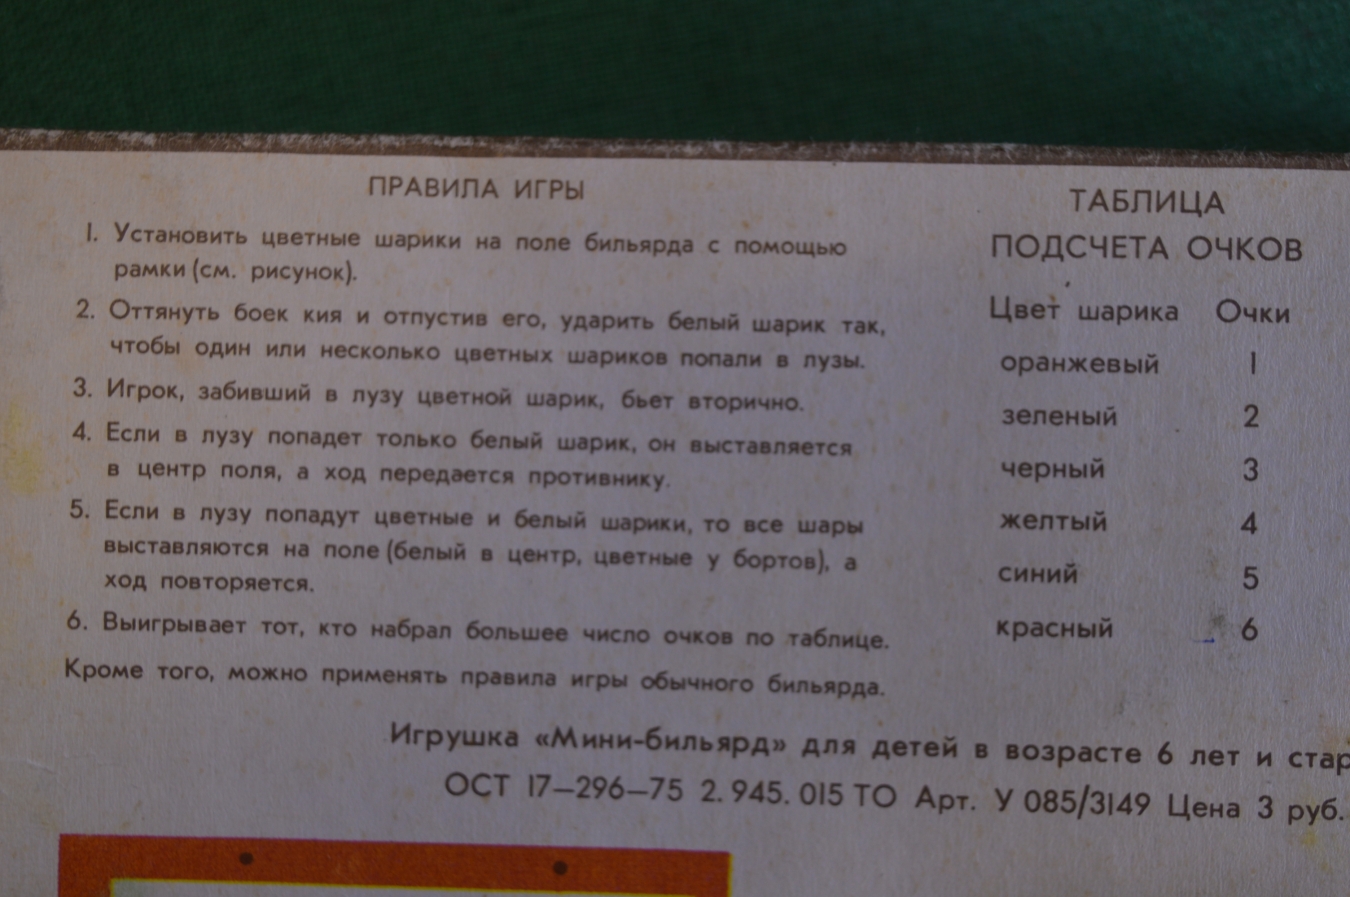 ПРАВИЛА ИГРЫ
1. Установить цветные шарики на поле бильярда с помощью
рамки (см. рисунок).
2. Оттянуть боек кия и отпустив его, ударить белый шарик так,
чтобы один или несколько цветных шариков попали в лузы.
3. Игрок, забивший в лузу цветной шарик, бьет вторично.
4. Если в лузу попадет только белый шарик, он выставляется
в центр поля, а ход передается противнику.
5. Если в лузу попадут цветные и белый шарики, то все шары
выставляются на поле (белый в центр, цветные у бортов), а
ход повторяется.
6. Выигрывает тот, кто набрал большее число очков по таблице.
Кроме того, можно применять правила игры обычного бильярда.
ТАБЛИЦА
ПОДСЧЕТА ОЧКОВ
Цвет шарика Очки
оранжевый 1
зеленый 2
черный 3
желтый 4
синий 5
красный 6
Игрушка «Мини-бильярд» для детей в возрасте 6 лет и стар
ОСТ 17—296—75 2.945.015 ТО Арт. У 085/3149 Цена 3 руб.